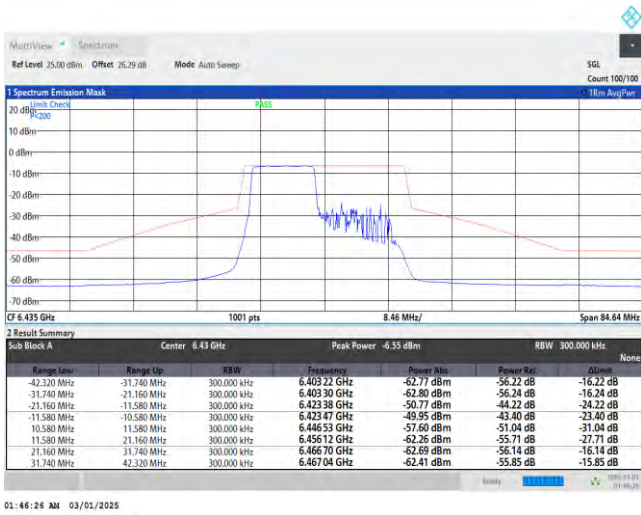 MultiView Spectrum
Ref Level 25.00 dBm Offset 26.29 dB Mode Auto Sweep SGL
Count 100/100
1 Spectrum Emission Mask 1Rm AvgPwr
Limit Check PASS
20 dBm
P<200
10 dBm
0 dBm
-10 dBm
-20 dBm
-30 dBm
-40 dBm
-50 dBm
-60 dBm
-70 dBm
CF 6.435 GHz 1001 pts 8.46 MHz/ Span 84.64 MHz
2 Result Summary
Sub Block A Center 6.43 GHz Peak Power -6.55 dBm RBW 300.000 kHz
None
Range Low Range Up RBW Frequency Power Abs Power Rel ΔLimit
-42.320 MHz -31.740 MHz 300.000 kHz 6.403 22 GHz -62.77 dBm -56.22 dB -16.22 dB
-31.740 MHz -21.160 MHz 300.000 kHz 6.403 30 GHz -62.80 dBm -56.24 dB -16.24 dB
-21.160 MHz -11.580 MHz 300.000 kHz 6.423 38 GHz -50.77 dBm -44.22 dB -24.22 dB
-11.580 MHz -10.580 MHz 300.000 kHz 6.423 47 GHz -49.95 dBm -43.40 dB -23.40 dB
10.580 MHz 11.580 MHz 300.000 kHz 6.446 53 GHz -57.60 dBm -51.04 dB -31.04 dB
11.580 MHz 21.160 MHz 300.000 kHz 6.456 12 GHz -62.26 dBm -55.71 dB -27.71 dB
21.160 MHz 31.740 MHz 300.000 kHz 6.466 70 GHz -62.69 dBm -56.14 dB -16.14 dB
31.740 MHz 42.320 MHz 300.000 kHz 6.467 04 GHz -62.41 dBm -55.85 dB -15.85 dB
Ready
01:46:26
01:46:26 AM 03/01/2025